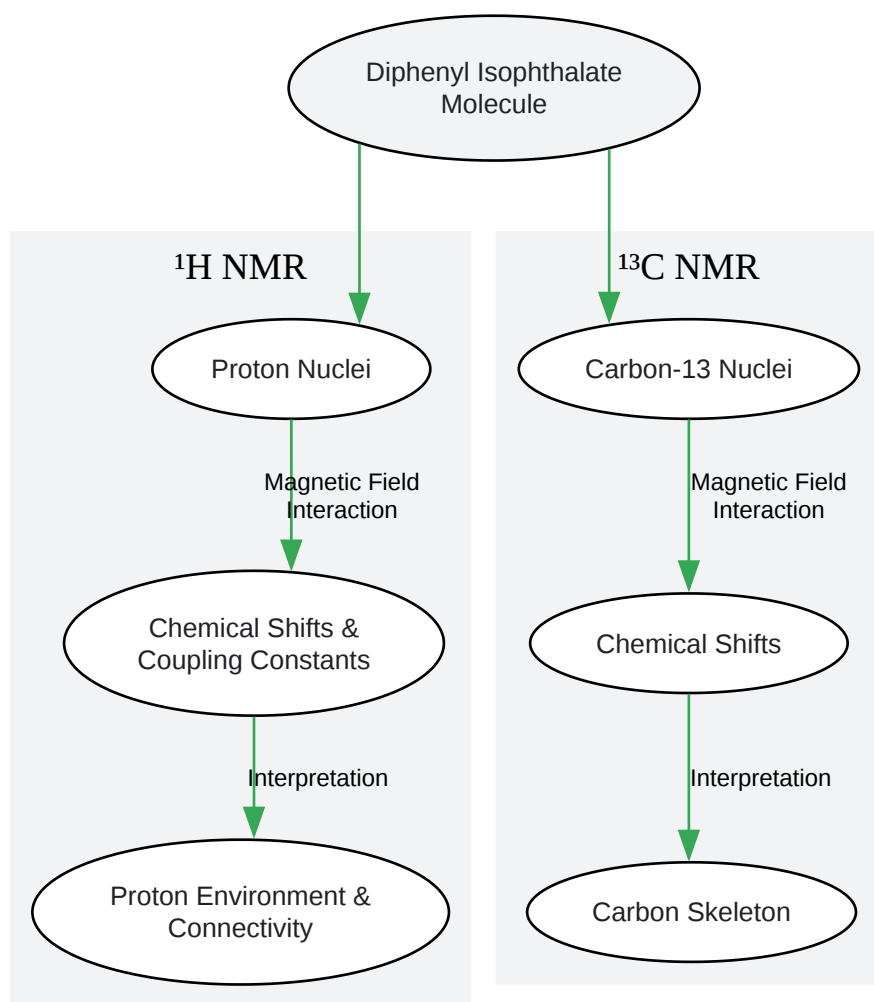 Diphenyl Isophthalate
Molecule
¹H NMR
Proton Nuclei
Magnetic Field
Interaction
Chemical Shifts &
Coupling Constants
Interpretation
Proton Environment &
Connectivity
¹³C NMR
Carbon-13 Nuclei
Magnetic Field
Interaction
Chemical Shifts
Interpretation
Carbon Skeleton